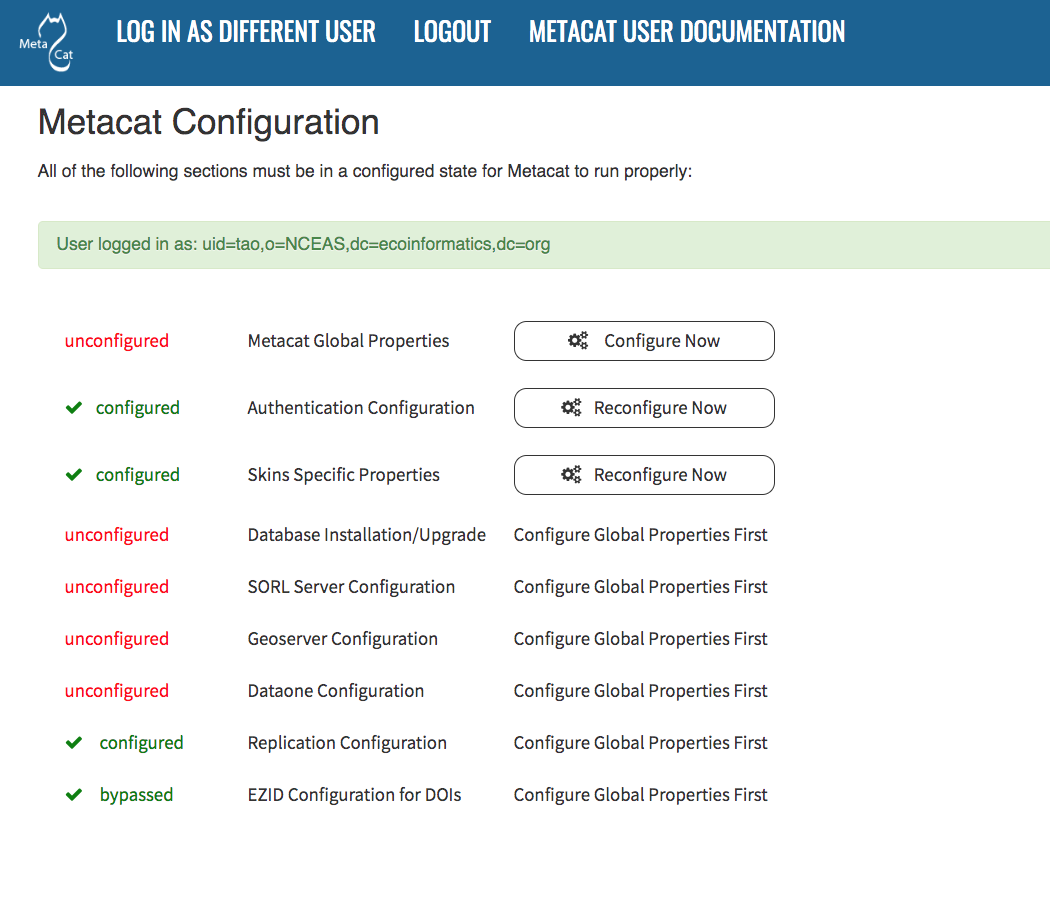 Meta
Cat
LOG IN AS DIFFERENT USER LOGOUT METACAT USER DOCUMENTATION
Metacat Configuration
All of the following sections must be in a configured state for Metacat to run properly:
User logged in as: uid=tao,o=NCEAS,dc=ecoinformatics,dc=org
unconfigured Metacat Global Properties Configure Now
configured Authentication Configuration Reconfigure Now
configured Skins Specific Properties Reconfigure Now
unconfigured Database Installation/Upgrade Configure Global Properties First
unconfigured SORL Server Configuration Configure Global Properties First
unconfigured Geoserver Configuration Configure Global Properties First
unconfigured Dataone Configuration Configure Global Properties First
configured Replication Configuration Configure Global Properties First
bypassed EZID Configuration for DOIs Configure Global Properties First